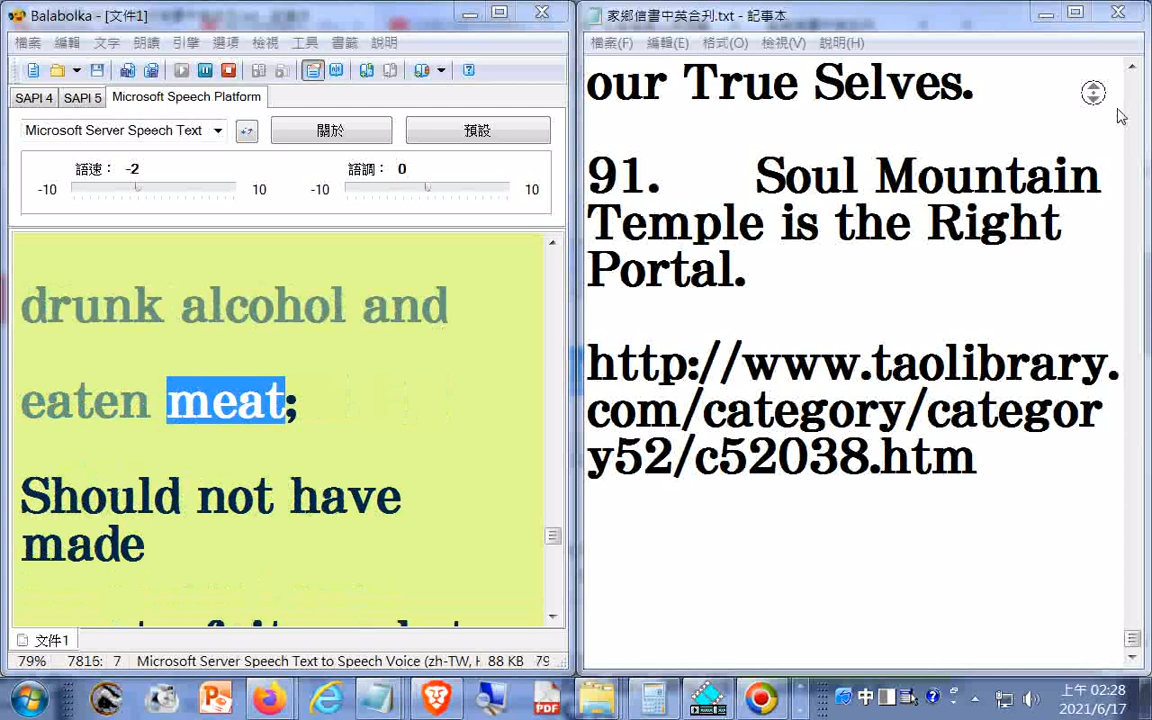 Balabolka - [文件1]
檔案 編輯 文字 朗讀 引擎 選項 檢視 工具 書籤 說明
SAPI 4 SAPI 5 Microsoft Speech Platform
Microsoft Server Speech Text 關於 預設
語速： -2 語調： 0
-10 10 -10 10
drunk alcohol and
eaten meat;
Should not have
made
文件1
79% 7816: 7 Microsoft Server Speech Text to Speech Voice (zh-TW, H 88 KB 79
家鄉信書中英合刋.txt - 記事本
檔案(F) 編輯(E) 格式(O) 檢視(V) 說明(H)
our True Selves.
91. Soul Mountain
Temple is the Right
Portal.
http://www.taolibrary.
com/category/categor
y52/c52038.htm
中
上午 02:28
2021/6/17